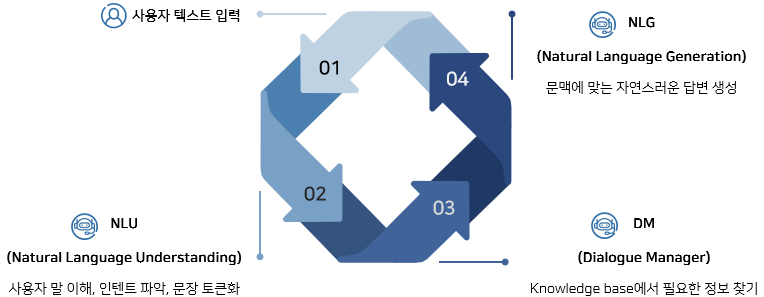 사용자 텍스트 입력
01
02
NLU
(Natural Language Understanding)
사용자 말 이해, 인텐트 파악, 문장 토큰화
03
DM
(Dialogue Manager)
Knowledge base에서 필요한 정보 찾기
04
NLG
(Natural Language Generation)
문맥에 맞는 자연스러운 답변 생성